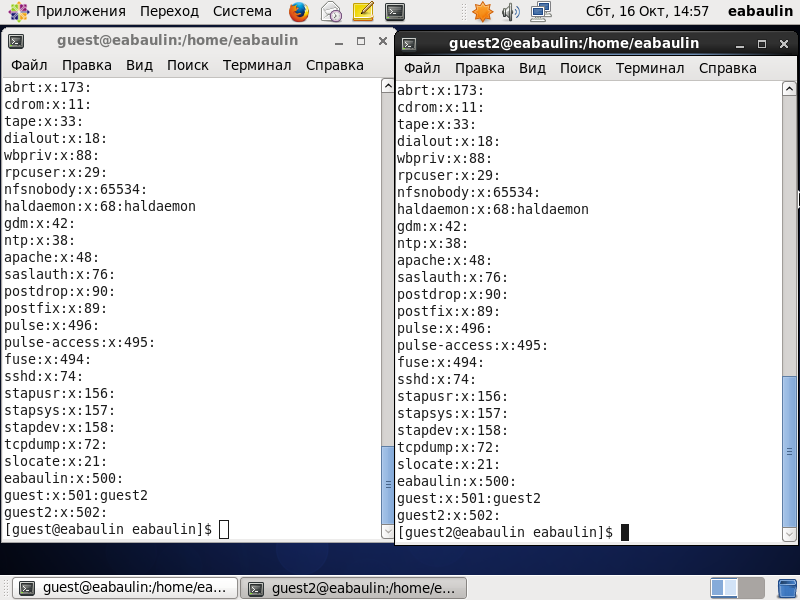 Приложения Переход Система Сбт, 16 Окт, 14:57 eabaulin
guest@eabaulin:/home/eabaulin
Файл Правка Вид Поиск Терминал Справка
abrt:x:173:
cdrom:x:11:
tape:x:33:
dialout:x:18:
wbpriv:x:88:
rpcuser:x:29:
nfsnobody:x:65534:
haldaemon:x:68:haldaemon
gdm:x:42:
ntp:x:38:
apache:x:48:
saslauth:x:76:
postdrop:x:90:
postfix:x:89:
pulse:x:496:
pulse-access:x:495:
fuse:x:494:
sshd:x:74:
stapusr:x:156:
stapsys:x:157:
stapdev:x:158:
tcpdump:x:72:
slocate:x:21:
eabaulin:x:500:
guest:x:501:guest2
guest2:x:502:
[guest@eabaulin eabaulin]$
guest2@eabaulin:/home/eabaulin
Файл Правка Вид Поиск Терминал Справка
abrt:x:173:
cdrom:x:11:
tape:x:33:
dialout:x:18:
wbpriv:x:88:
rpcuser:x:29:
nfsnobody:x:65534:
haldaemon:x:68:haldaemon
gdm:x:42:
ntp:x:38:
apache:x:48:
saslauth:x:76:
postdrop:x:90:
postfix:x:89:
pulse:x:496:
pulse-access:x:495:
fuse:x:494:
sshd:x:74:
stapusr:x:156:
stapsys:x:157:
stapdev:x:158:
tcpdump:x:72:
slocate:x:21:
eabaulin:x:500:
guest:x:501:guest2
guest2:x:502:
[guest2@eabaulin eabaulin]$
guest@eabaulin:/home/ea... guest2@eabaulin:/home/e...